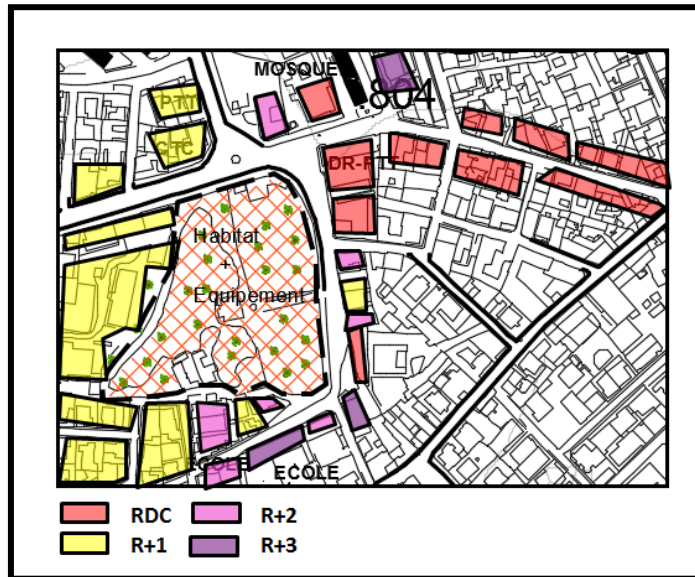 MOSQUE
804
PTT
CTC
DR-PTT
Habitat
+
Equipement
ECOLE
ECOLE
RDC
R+2
R+1
R+3